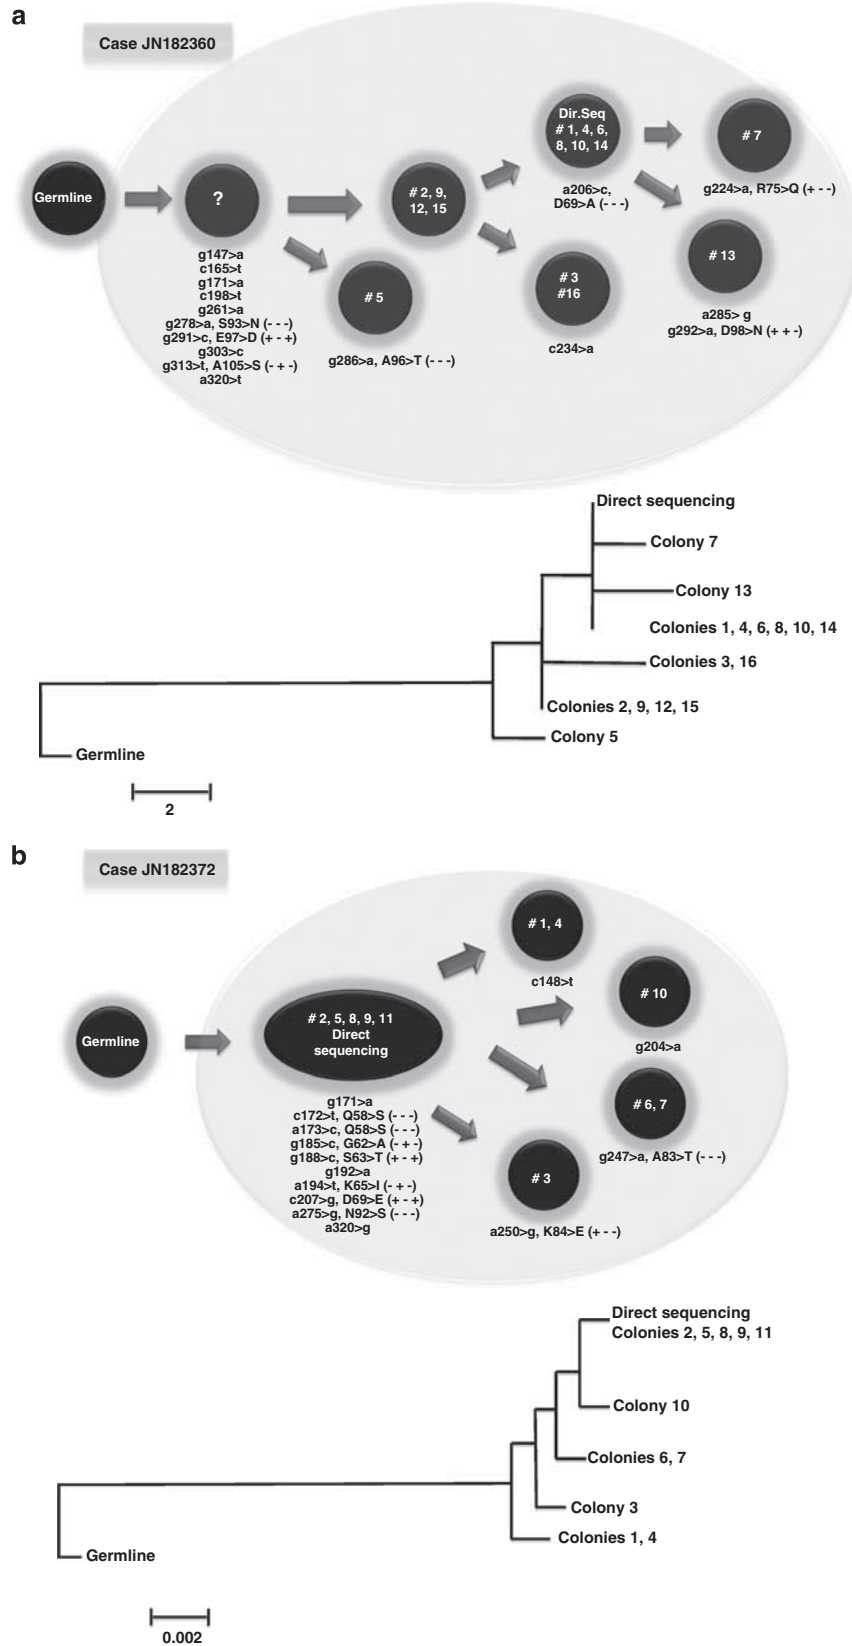 a
Case JN182360
Germline
?
# 2, 9,
12, 15
Dir.Seq
# 1, 4, 6,
8, 10, 14
# 7
g147>a
c165>t
g171>a
c198>t
g261>a
g278>a, S93>N (- - -)
g291>c, E97>D (+ - +)
g303>c
g313>t, A105>S (- + -)
a320>t
# 5
g286>a, A96>T (- - -)
a206>c,
D69>A (- - -)
g224>a, R75>Q (+ - -)
# 3
#16
c234>a
# 13
a285> g
g292>a, D98>N (+ + -)
Direct sequencing
Colony 7
Colony 13
Colonies 1, 4, 6, 8, 10, 14
Colonies 3, 16
Colonies 2, 9, 12, 15
Colony 5
Germline
2
b
Case JN182372
Germline
# 2, 5, 8, 9, 11
Direct
sequencing
g171>a
c172>t, Q58>S (- - -)
a173>c, Q58>S (- - -)
g185>c, G62>A (- + -)
g188>c, S63>T (+ - +)
g192>a
a194>t, K65>I (- + -)
c207>g, D69>E (+ - +)
a275>g, N92>S (- - -)
a320>g
# 1, 4
c148>t
# 10
g204>a
# 6, 7
g247>a, A83>T (- - -)
# 3
a250>g, K84>E (+ - -)
Direct sequencing
Colonies 2, 5, 8, 9, 11
Colony 10
Colonies 6, 7
Colony 3
Colonies 1, 4
Germline
0.002